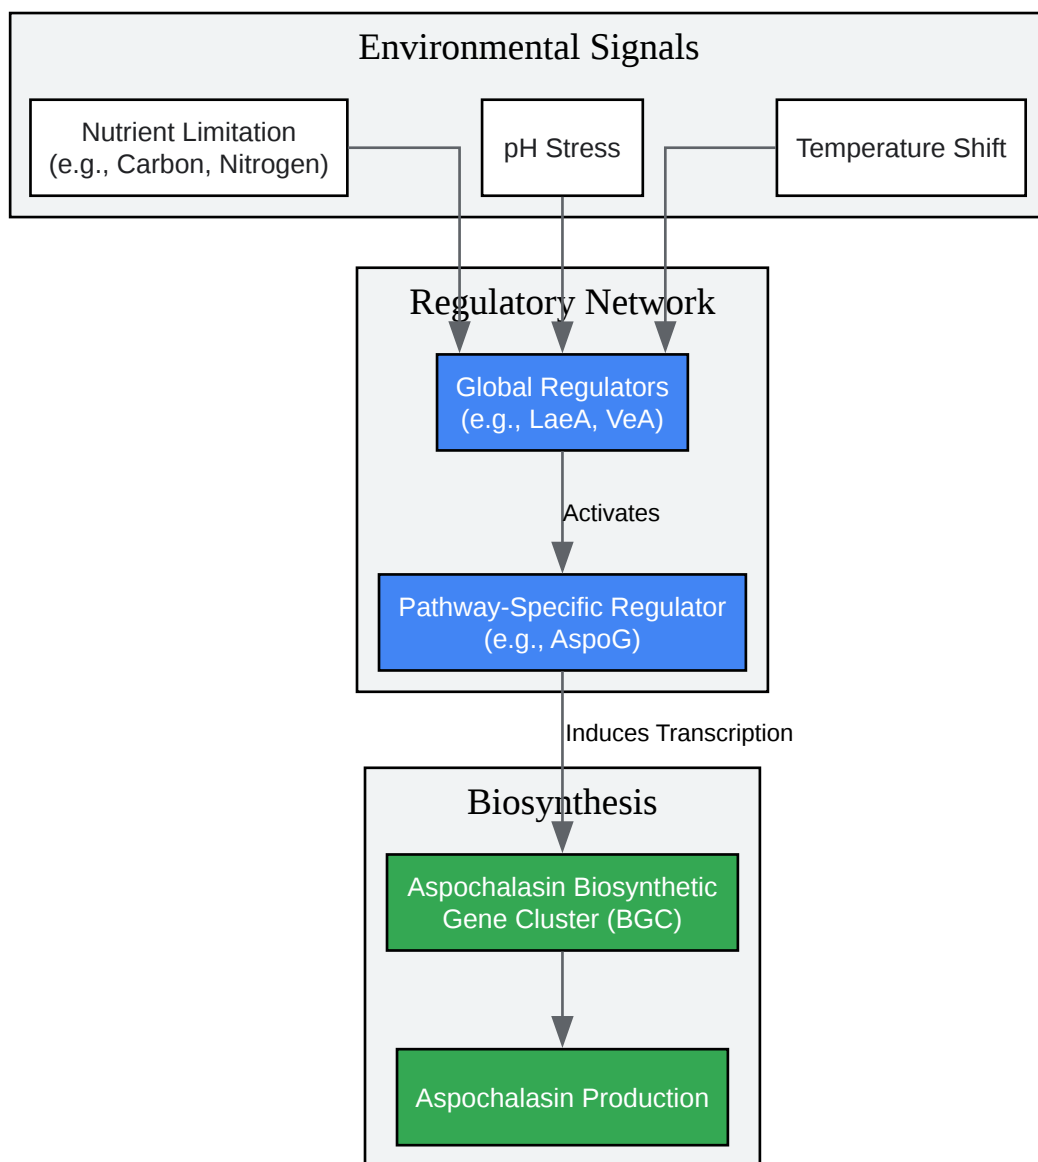 Environmental Signals
Nutrient Limitation
(e.g., Carbon, Nitrogen)
pH Stress
Temperature Shift
Regulatory Network
Global Regulators
(e.g., LaeA, VeA)
Activates
Pathway-Specific Regulator
(e.g., AspoG)
Induces Transcription
Biosynthesis
Aspochalasin Biosynthetic
Gene Cluster (BGC)
Aspochalasin Production